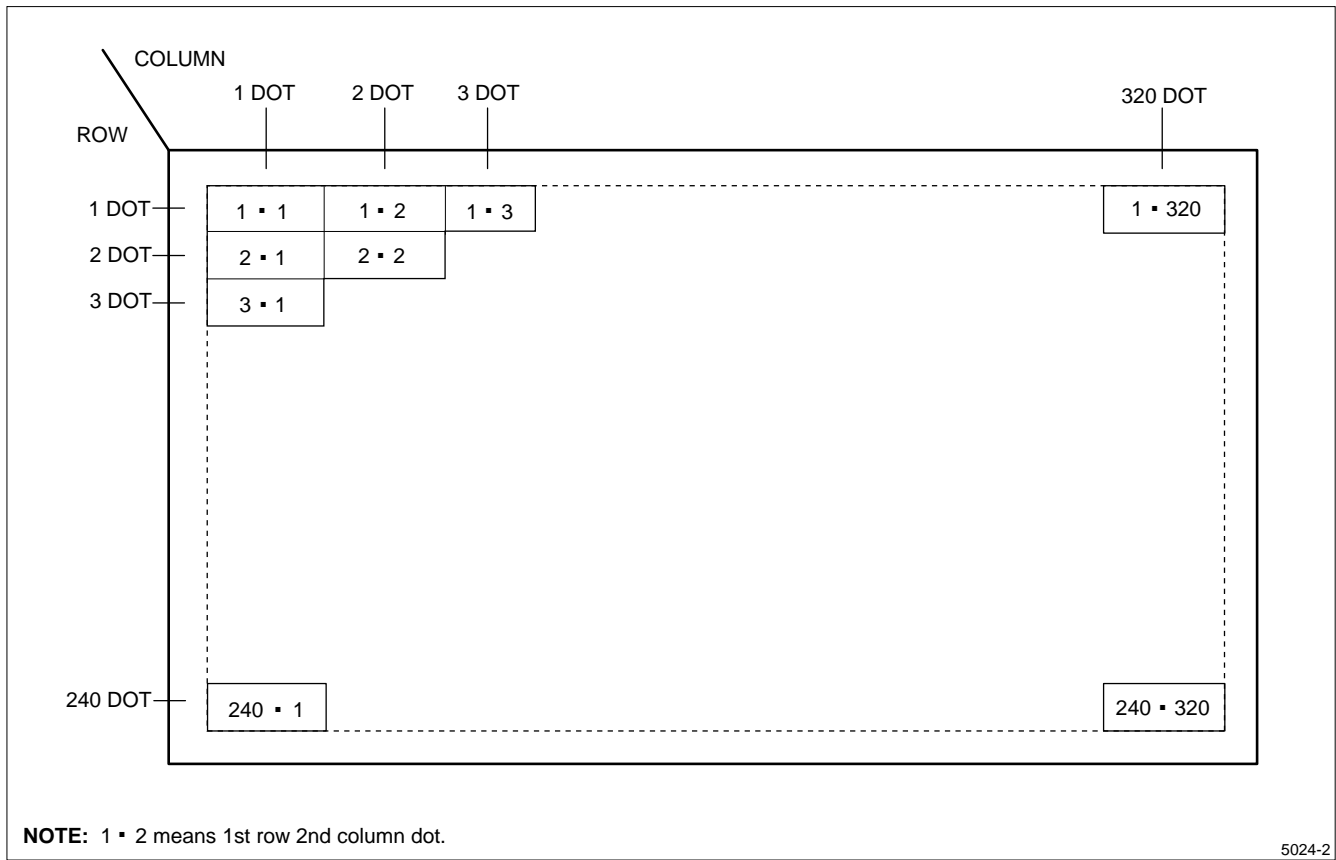 COLUMN
1 DOT 2 DOT 3 DOT 320 DOT
ROW
1 DOT 1 ▪ 1 1 ▪ 2 1 ▪ 3 1 ▪ 320
2 DOT 2 ▪ 1 2 ▪ 2
3 DOT 3 ▪ 1
240 DOT 240 ▪ 1 240 ▪ 320
NOTE: 1 ▪ 2 means 1st row 2nd column dot.
5024-2